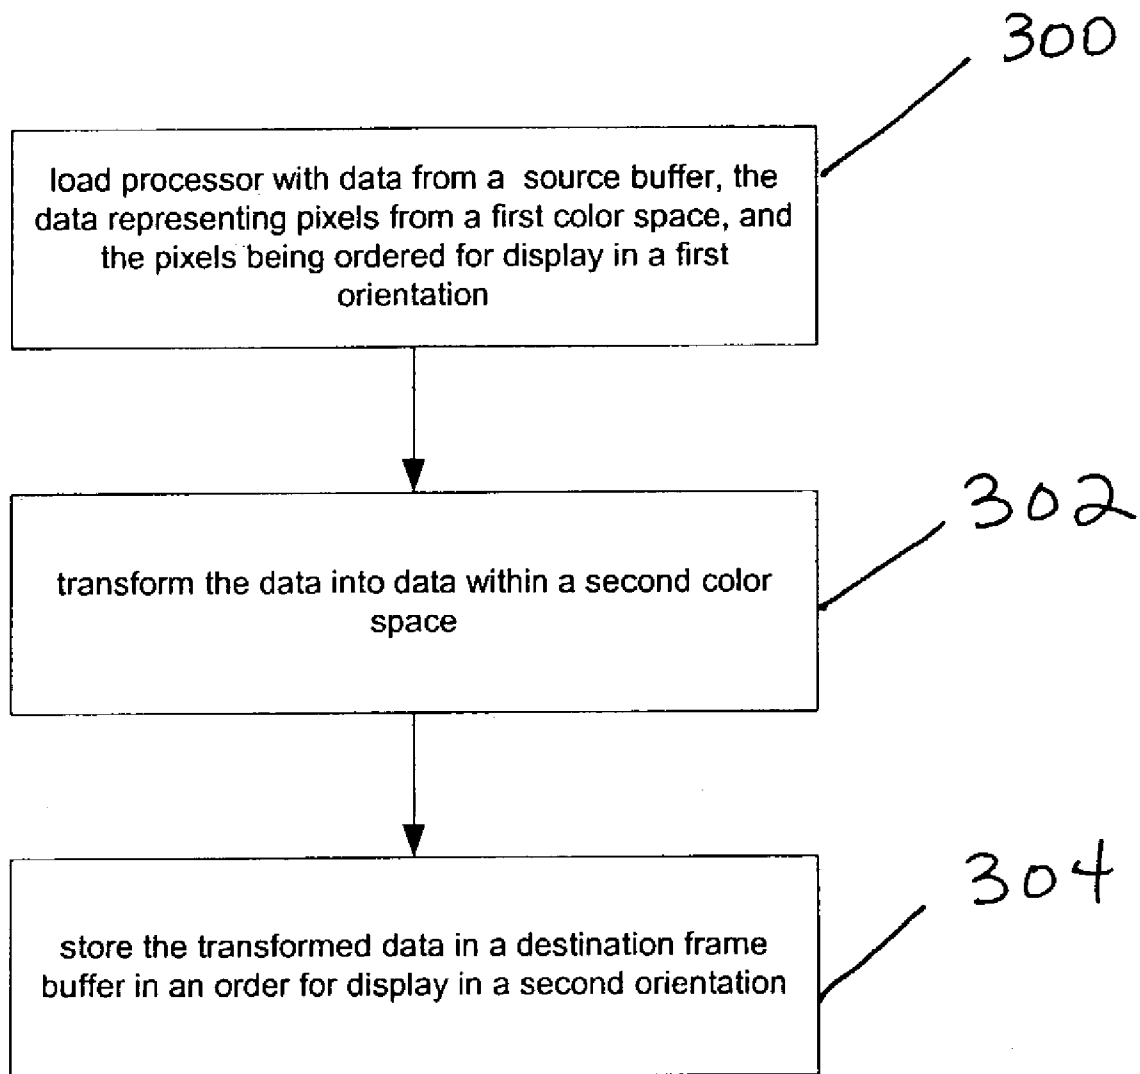 300
load processor with data from a source buffer, the
data representing pixels from a first color space, and
the pixels being ordered for display in a first
orientation
302
transform the data into data within a second color
space
304
store the transformed data in a destination frame
buffer in an order for display in a second orientation